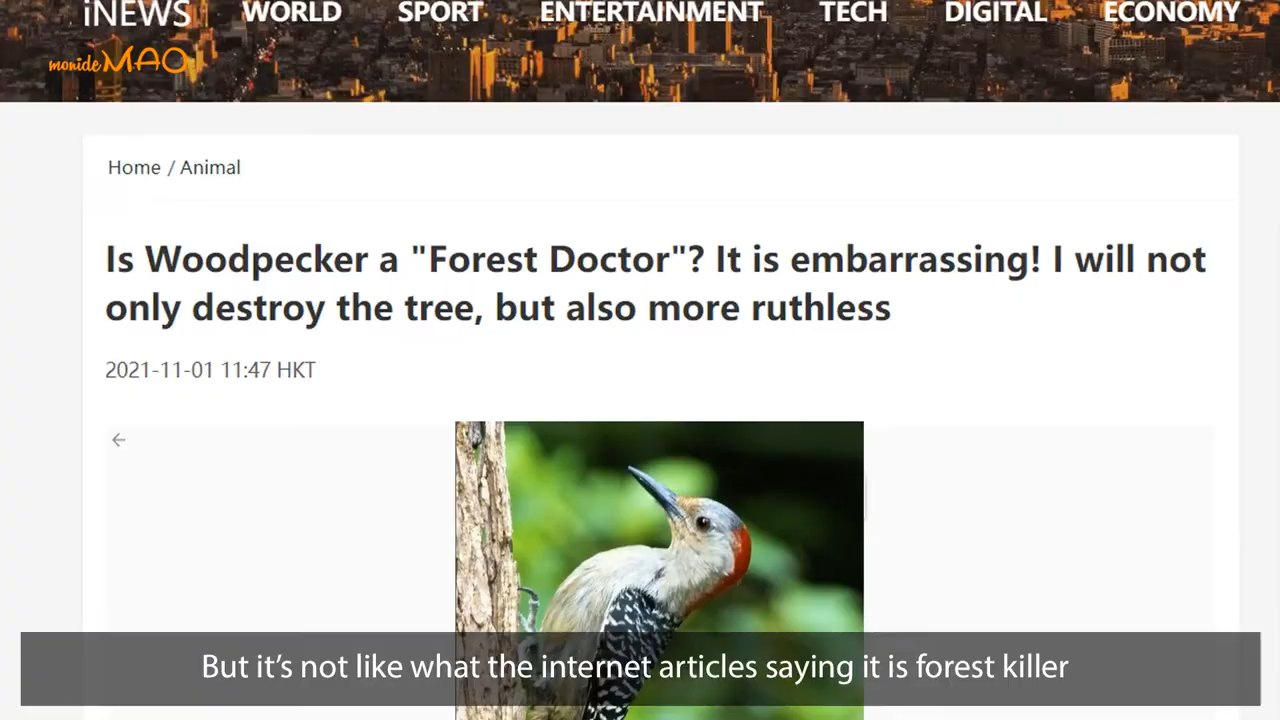 iNEWS WORLD SPORT ENTERTAINMENT TECH DIGITAL ECONOMY
monideMAO
Home / Animal
Is Woodpecker a "Forest Doctor"? It is embarrassing! I will not
only destroy the tree, but also more ruthless
2021-11-01 11:47 HKT
But it’s not like what the internet articles saying it is forest killer